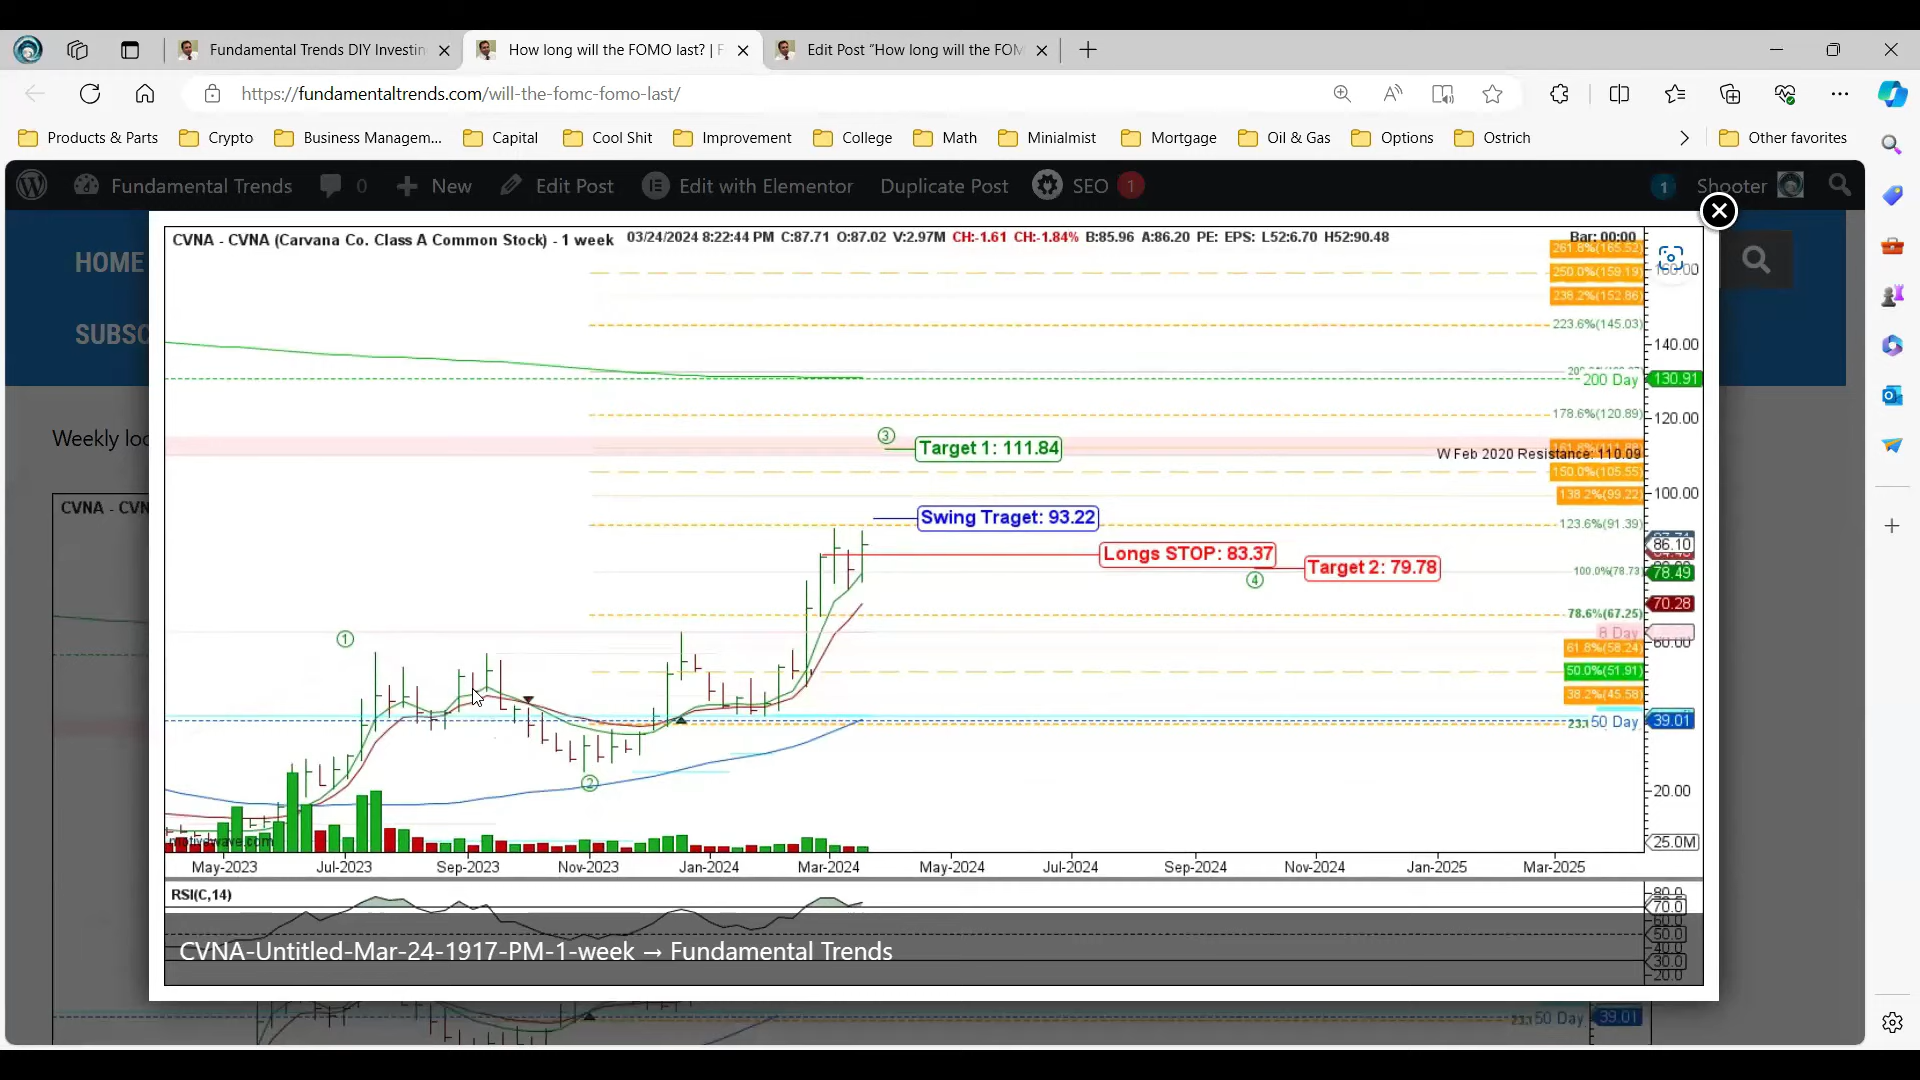 Fundamental Trends DIY Investin
How long will the FOMO last? | F
Edit Post "How long will the FOM
https://fundamentaltrends.com/will-the-fomc-fomo-last/
Products & Parts
Crypto
Business Managem...
Capital
Cool Shit
Improvement
College
Math
Minialmist
Mortgage
Oil & Gas
Options
Ostrich
Other favorites
Fundamental Trends
0
New
Edit Post
Edit with Elementor
Duplicate Post
SEO
1
1
Shooter
HOME
SUBSC
Weekly loo
CVNA - CVN
CVNA - CVNA (Carvana Co. Class A Common Stock) - 1 week
03/24/2024 8:22:44 PM C:87.71 O:87.02 V:2.97M CH:-1.61 CH:-1.84% B:85.96 A:86.20 PE: EPS: L52:6.70 H52:90.48
Bar: 00:00
261.8%(165.52)
160.00
250.0%(159.19)
238.2%(152.86)
223.6%(145.03)
140.00
200 Day
130.91
178.6%(120.89)
120.00
3
Target 1: 111.84
W Feb 2020 Resistance: 110.09
150.0%(105.55)
138.2%(99.22)
100.00
Swing Traget: 93.22
123.6%(91.39)
86.10
Longs STOP: 83.37
Target 2: 79.78
4
100.0%(78.73)
78.49
70.28
78.6%(67.25)
1
8 Day
60.00
61.8%(58.24)
50.0%(51.91)
38.2%(45.58)
50 Day
39.01
2
20.00
motivewave.com
25.0M
May-2023
Jul-2023
Sep-2023
Nov-2023
Jan-2024
Mar-2024
May-2024
Jul-2024
Sep-2024
Nov-2024
Jan-2025
Mar-2025
RSI(C,14)
80.0
70.0
60.0
50.0
40.0
30.0
20.0
CVNA-Untitled-Mar-24-1917-PM-1-week → Fundamental Trends
50 Day
39.01